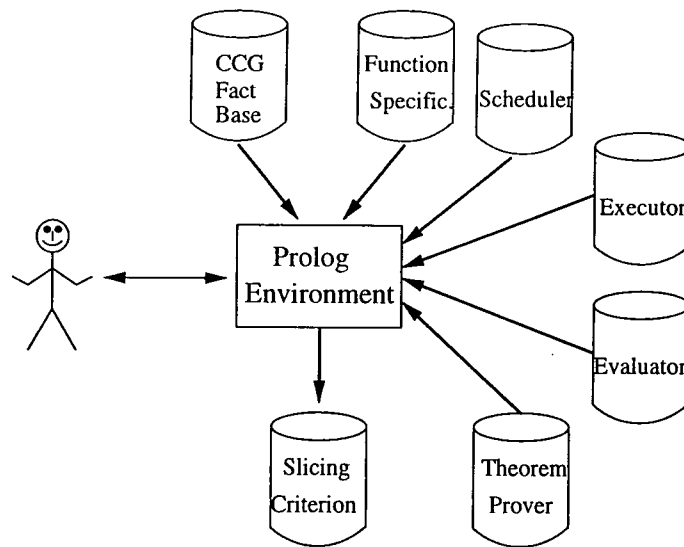 CCG
Fact
Base
Function
Specific.
Scheduler
Executor
Prolog
Environment
Evaluator
Slicing
Criterion
Theorem
Prover